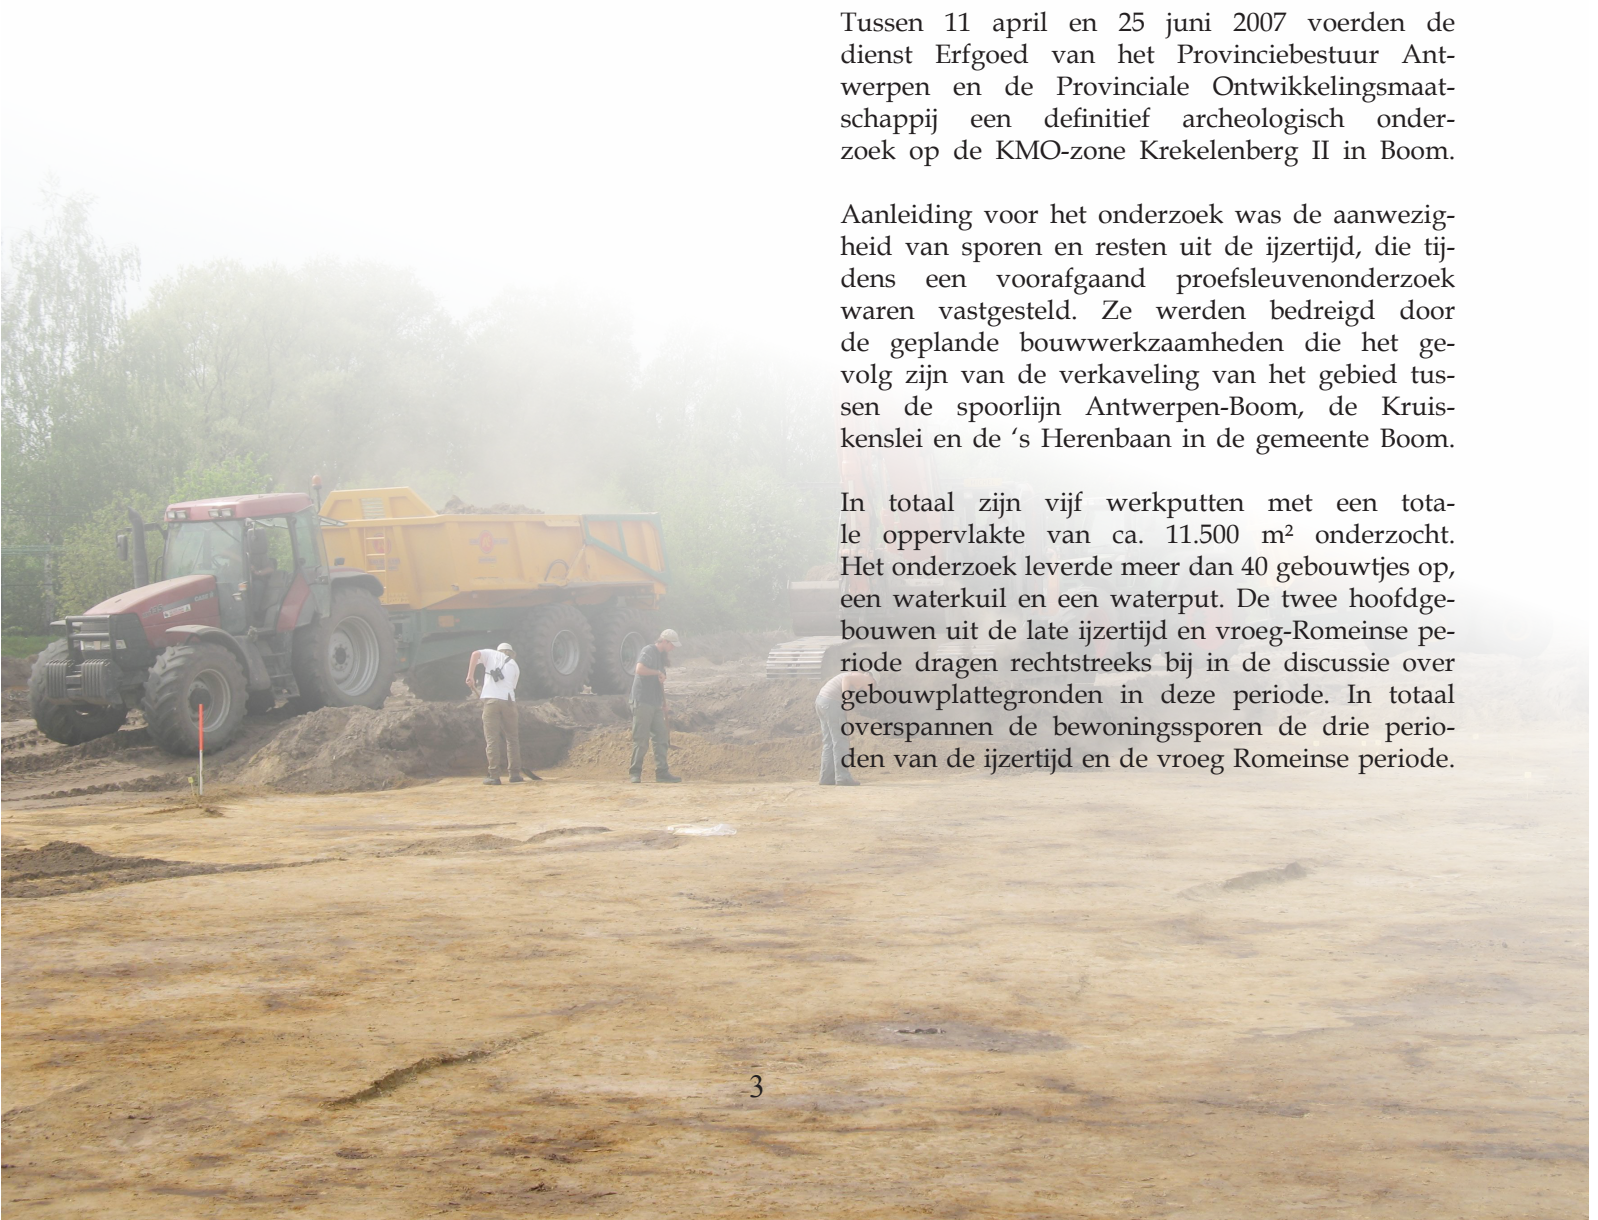 Tussen 11 april en 25 juni 2007 voerden de
dienst Erfgoed van het Provinciebestuur Ant-
werpen en de Provinciale Ontwikkelingsmaat-
schappij een definitief archeologisch onder-
zoek op de KMO-zone Krekelenberg II in Boom.
Aanleiding voor het onderzoek was de aanwezig-
heid van sporen en resten uit de ijzertijd, die tij-
dens een voorafgaand proefsleuvenonderzoek
waren vastgesteld. Ze werden bedreigd door
de geplande bouwwerkzaamheden die het ge-
volg zijn van de verkaveling van het gebied tus-
sen de spoorlijn Antwerpen-Boom, de Kruis-
kenslei en de ‘s Herenbaan in de gemeente Boom.
In totaal zijn vijf werkputten met een tota-
le oppervlakte van ca. 11.500 m² onderzocht.
Het onderzoek leverde meer dan 40 gebouwtjes op,
een waterkuil en een waterput. De twee hoofdge-
bouwen uit de late ijzertijd en vroeg-Romeinse pe-
riode dragen rechtstreeks bij in de discussie over
gebouwplattegronden in deze periode. In totaal
overspannen de bewoningssporen de drie perio-
den van de ijzertijd en de vroeg Romeinse periode.
3